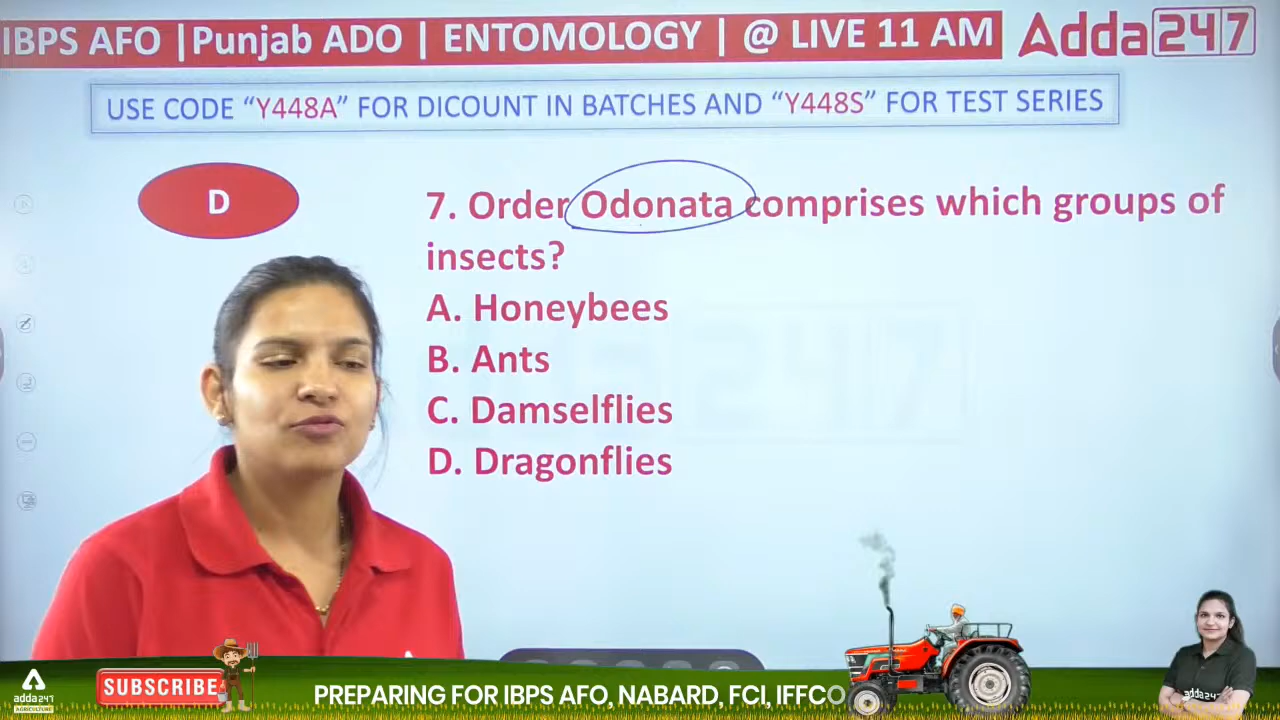 IBPS AFO |Punjab ADO | ENTOMOLOGY | @ LIVE 11 AM
Adda247
USE CODE “Y448A” FOR DICOUNT IN BATCHES AND “Y448S” FOR TEST SERIES
D
7. Order Odonata comprises which groups of
insects?
A. Honeybees
B. Ants
C. Damselflies
D. Dragonflies
adda247
AGRICULTURE
SUBSCRIBE
PREPARING FOR IBPS AFO, NABARD, FCI, IFFCO
adda247